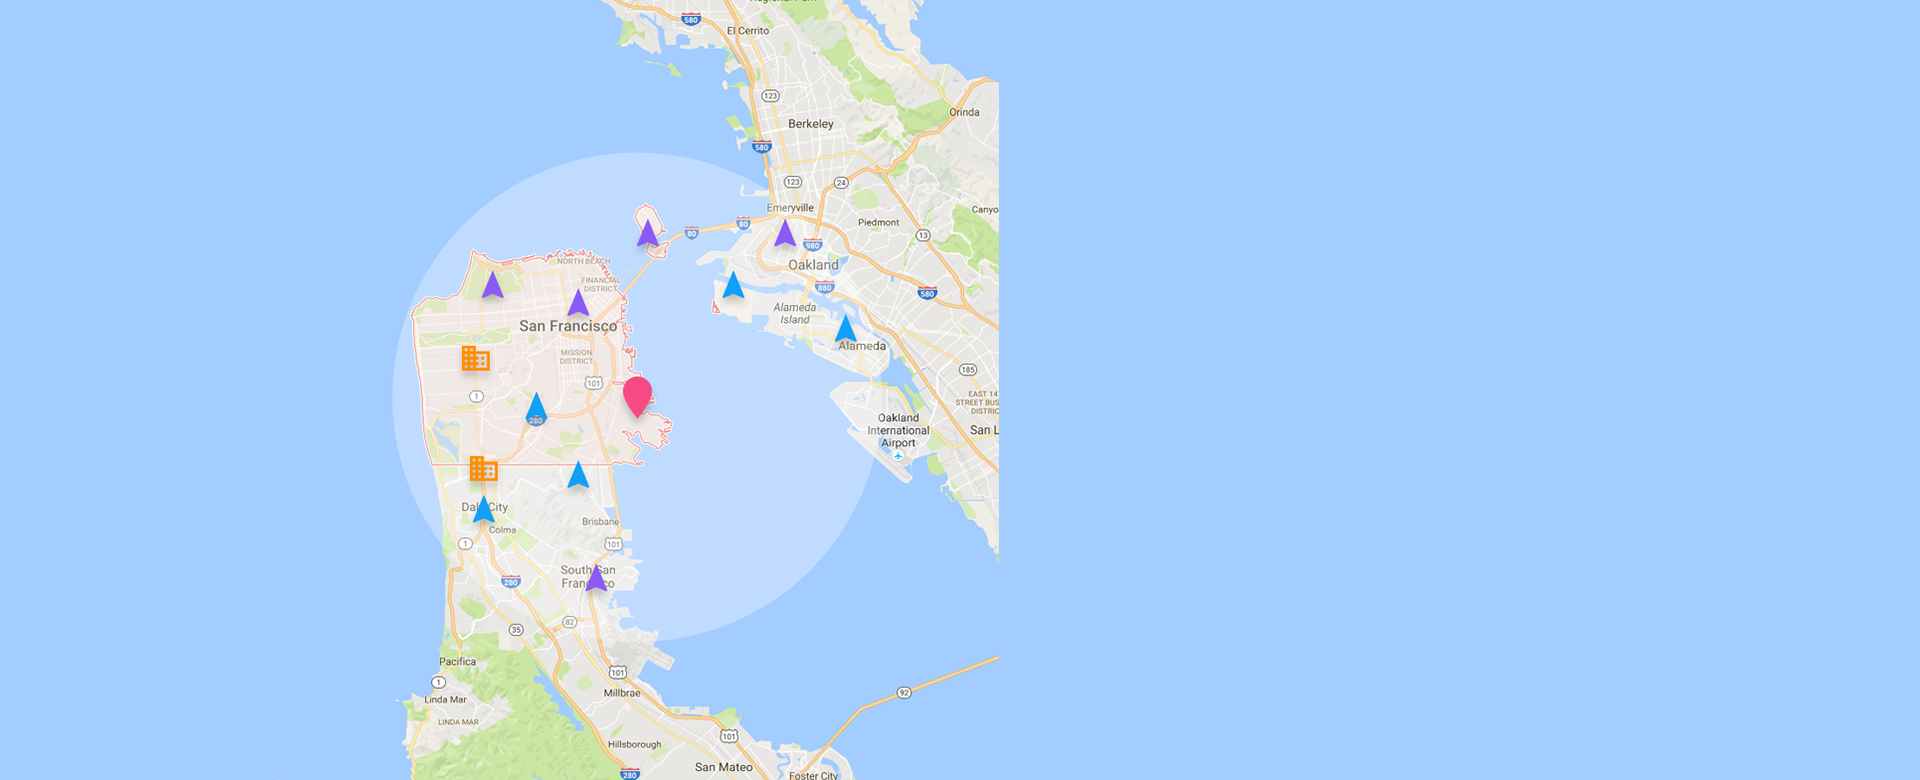 580
El Cerrito
123
Orinda
Berkeley
580
123
24
Canyo
Emeryville
Piedmont
80
80
13
980
NORTH BEACH
Oakland
FINANCIAL
DISTRICT
880
580
Alameda
Island
San Francisco
Alameda
MISSION
DISTRICT
185
101
1
EAST 14
STREET BUS
DISTRIC
280
Oakland
International
Airport
San L
Daly City
Colma
Brisbane
1
101
South San
Francisco
280
82
35
Pacifica
101
1
92
Millbrae
Linda Mar
LINDA MAR
101
Hillsborough
San Mateo
280
Foster City